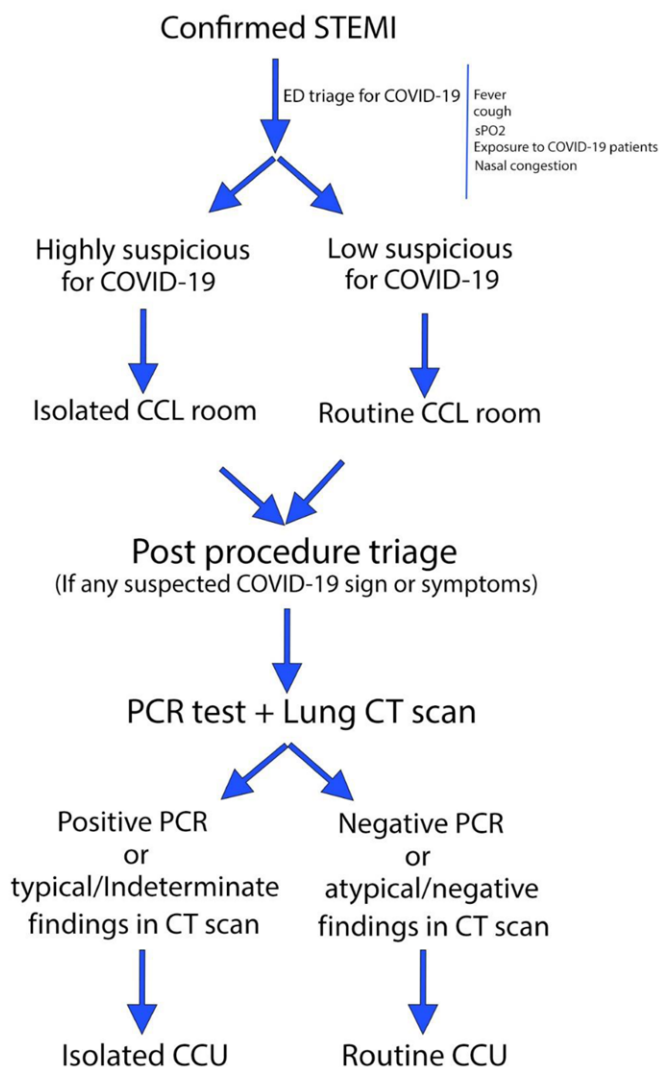 Confirmed STEMI
ED triage for COVID-19
Fever
cough
sPO2
Exposure to COVID-19 patients
Nasal congestion
Highly suspicious
for COVID-19
Low suspicious
for COVID-19
Isolated CCL room
Routine CCL room
Post procedure triage
(If any suspected COVID-19 sign or symptoms)
PCR test + Lung CT scan
Positive PCR
or
typical/Indeterminate
findings in CT scan
Negative PCR
or
atypical/negative
findings in CT scan
Isolated CCU
Routine CCU